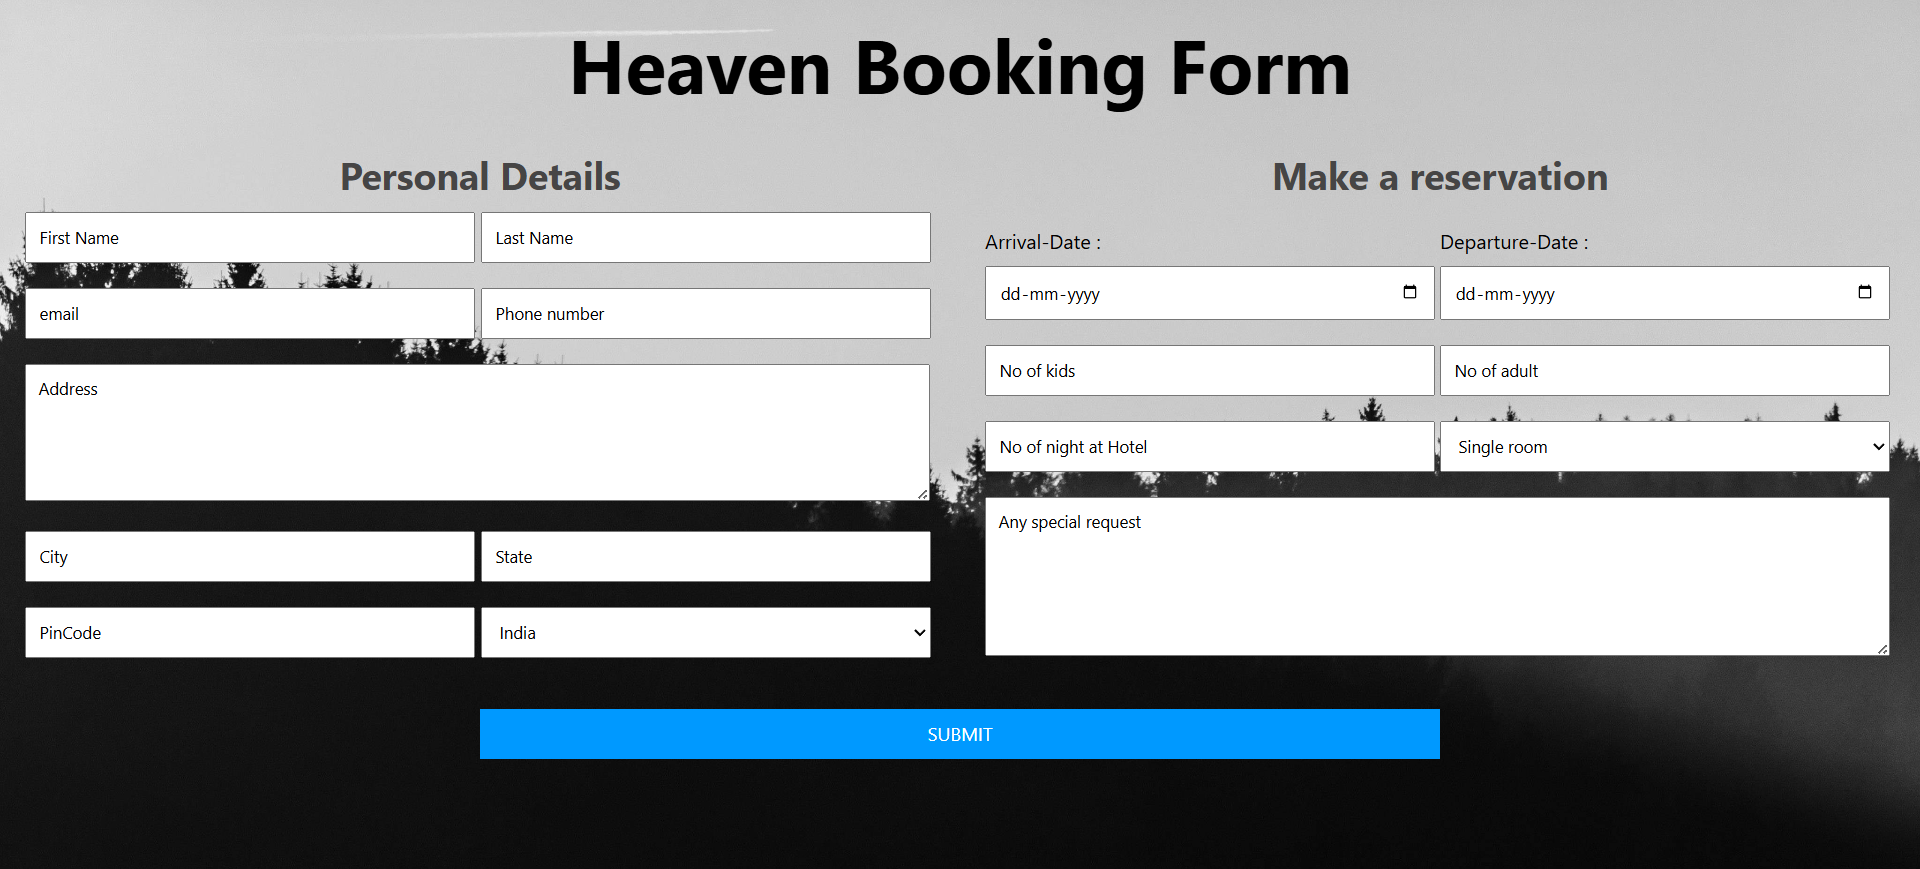 Heaven Booking Form
Personal Details
First Name
Last Name
email
Phone number
Address
City
State
PinCode
India
Make a reservation
Arrival-Date :
Departure-Date :
dd-mm-yyyy
dd-mm-yyyy
No of kids
No of adult
No of night at Hotel
Single room
Any special request
SUBMIT